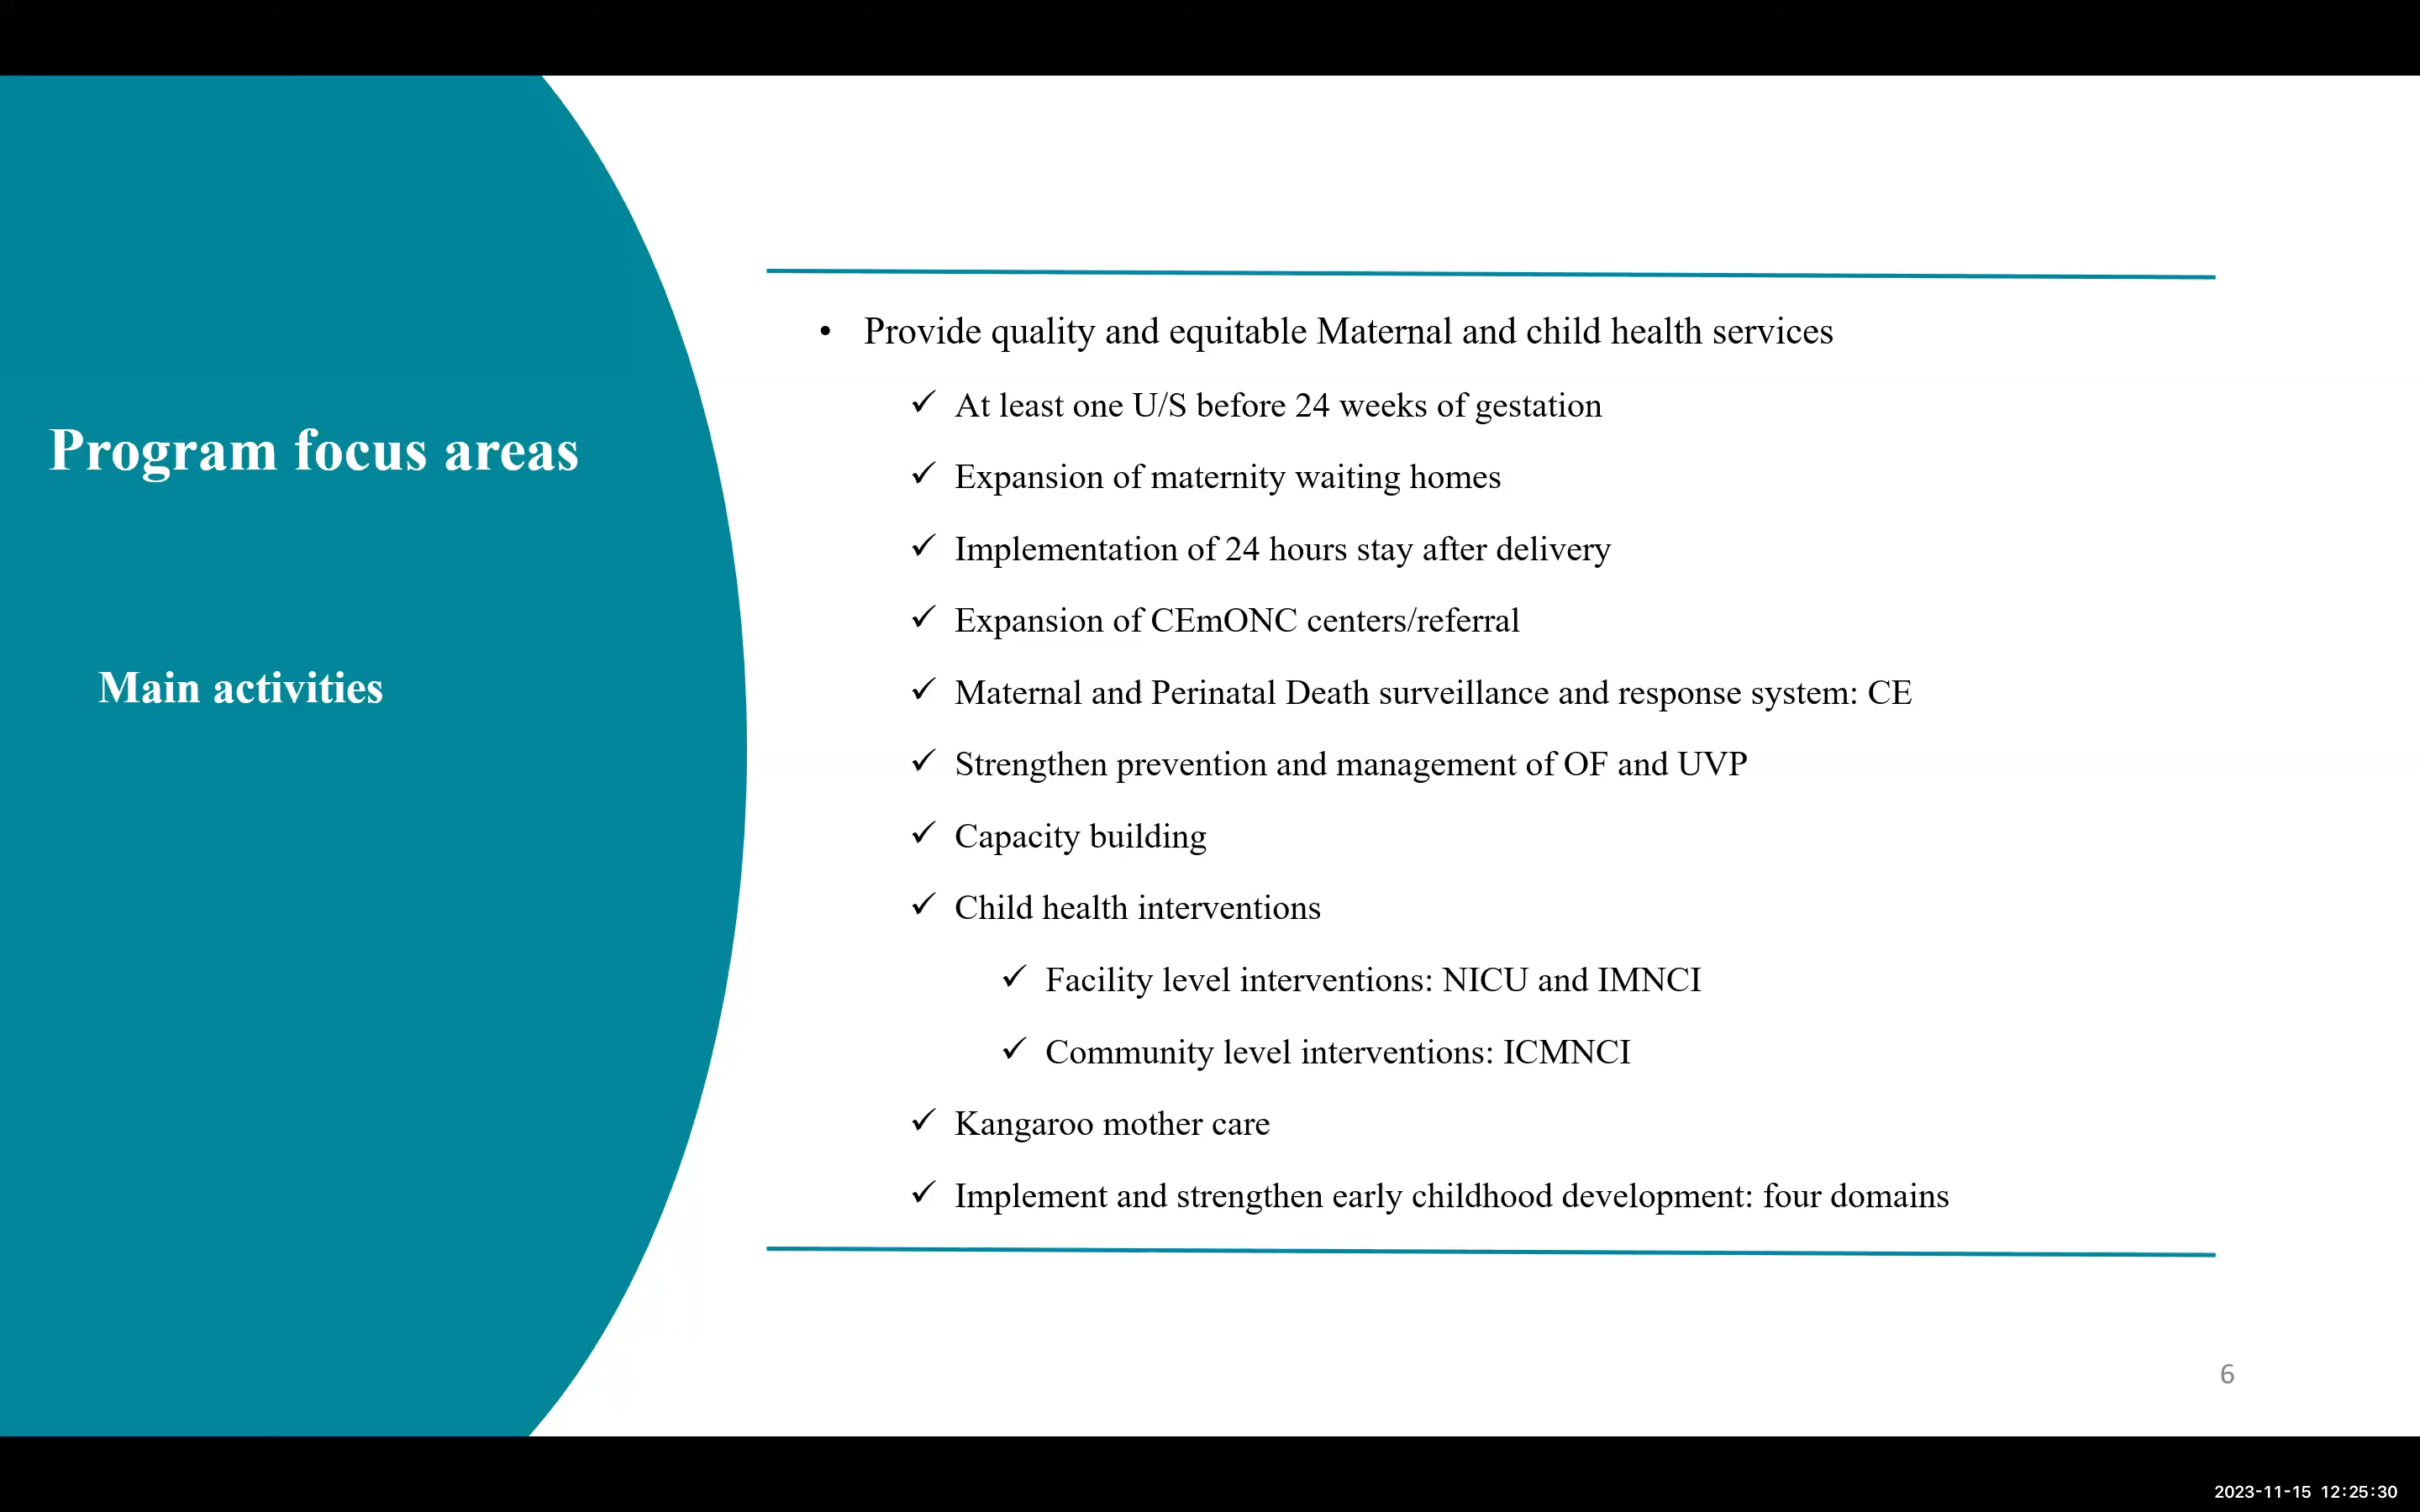 Program focus areas
Main activities
• Provide quality and equitable Maternal and child health services
✓ At least one U/S before 24 weeks of gestation
✓ Expansion of maternity waiting homes
✓ Implementation of 24 hours stay after delivery
✓ Expansion of CEmONC centers/referral
✓ Maternal and Perinatal Death surveillance and response system: CE
✓ Strengthen prevention and management of OF and UVP
✓ Capacity building
✓ Child health interventions
✓ Facility level interventions: NICU and IMNCI
✓ Community level interventions: ICMNCI
✓ Kangaroo mother care
✓ Implement and strengthen early childhood development: four domains
6
2023-11-15 12:25:30